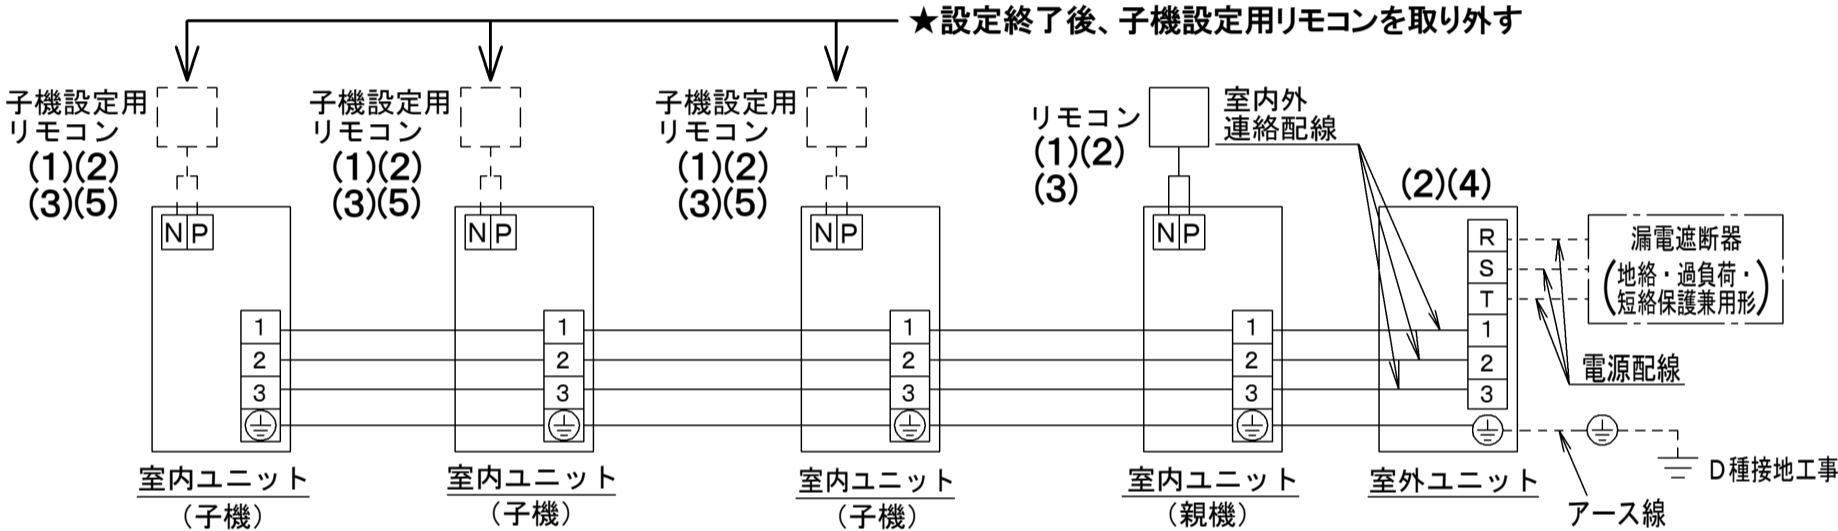 ★設定終了後、子機設定用リモコンを取り外す
子機設定用
リモコン
(1)(2)
(3)(5)
子機設定用
リモコン
(1)(2)
(3)(5)
子機設定用
リモコン
(1)(2)
(3)(5)
リモコン
(1)(2)
(3)
室内外
連絡配線
(2)(4)
N P
N P
N P
N P
R
S
T
1
2
3
漏電遮断器
(地絡・過負荷・
短絡保護兼用形)
1
2
3
1
2
3
1
2
3
1
2
3
電源配線
D種接地工事
アース線
室内ユニット
(子機)
室内ユニット
(子機)
室内ユニット
(子機)
室内ユニット
(親機)
室外ユニット